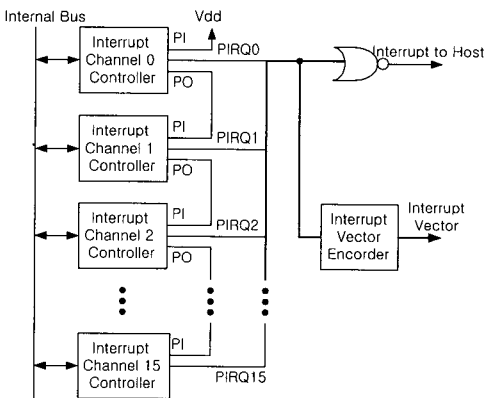 Internal Bus
Vdd
PI
PIRQ0
Interrupt
Channel 0
Controller
PO
Interrupt to Host
PI
PIRQ1
Interrupt
Channel 1
Controller
PO
PI
PIRQ2
Interrupt
Channel 2
Controller
PO
Interrupt
Vector
Encorder
Interrupt
Vector
PI
Interrupt
Channel 15
Controller
PIRQ15